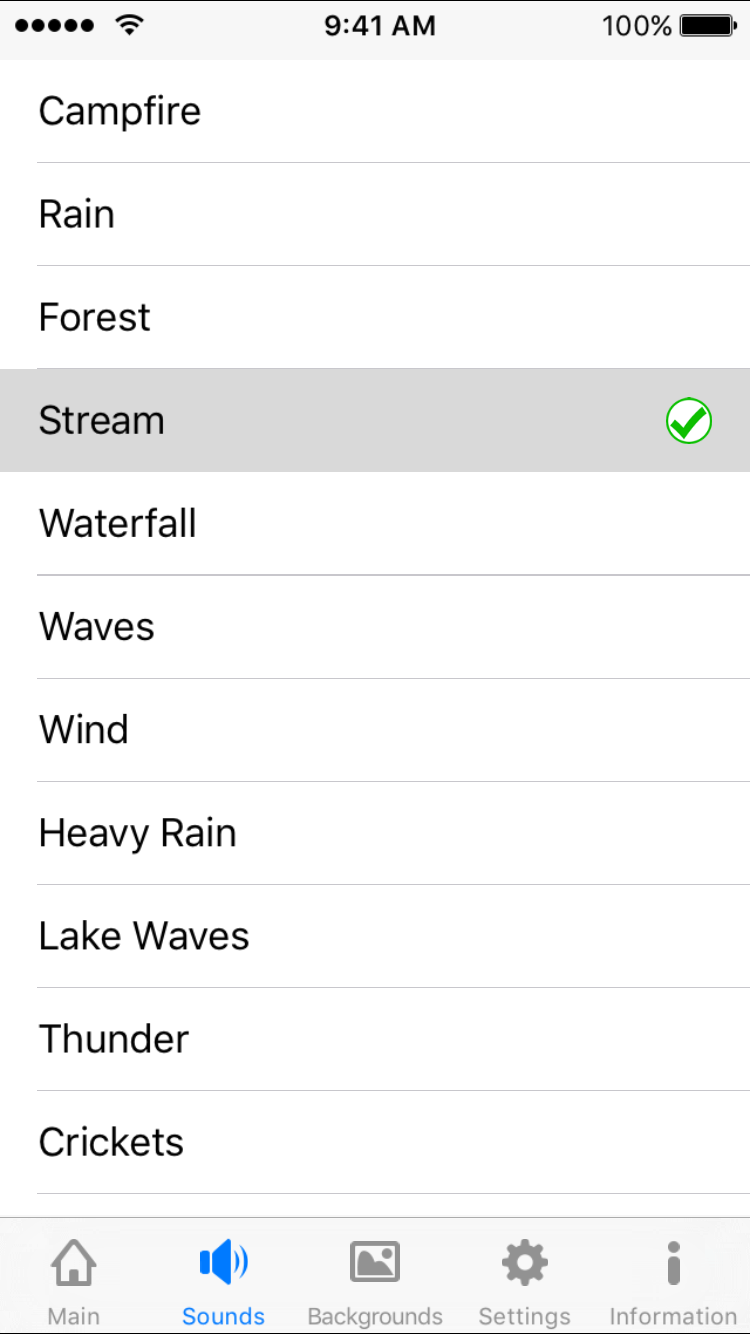 9:41 AM 100%
Campfire
Rain
Forest
Stream
Waterfall
Waves
Wind
Heavy Rain
Lake Waves
Thunder
Crickets
Main Sounds Backgrounds Settings Information